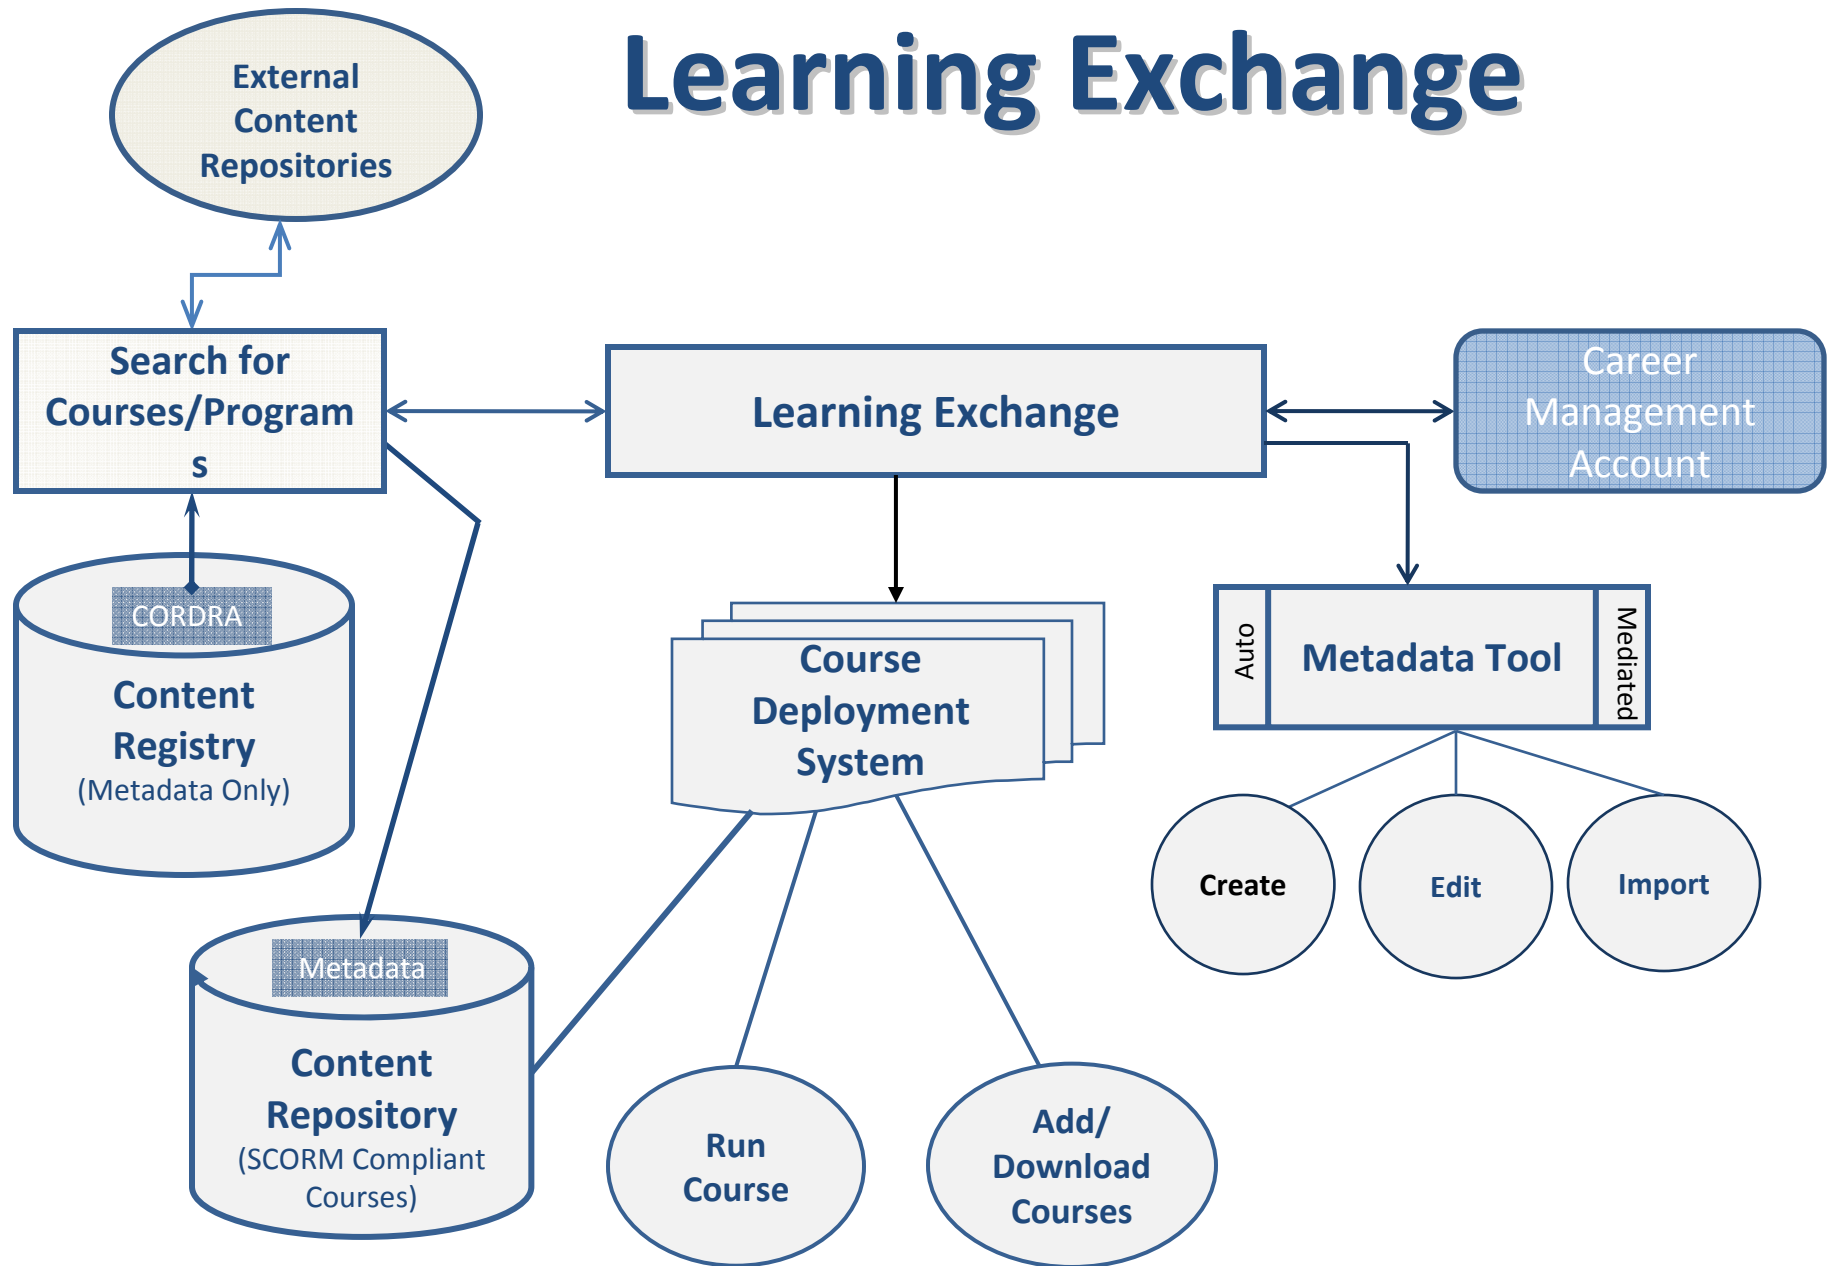 Learning Exchange
External
Content
Repositories
Search for
Courses/Program
s
Learning Exchange
Career
Management
Account
CORDRA
Content
Registry
(Metadata Only)
Course
Deployment
System
Auto
Metadata Tool
Mediated
Create
Edit
Import
Metadata
Content
Repository
(SCORM Compliant
Courses)
Run
Course
Add/
Download
Courses